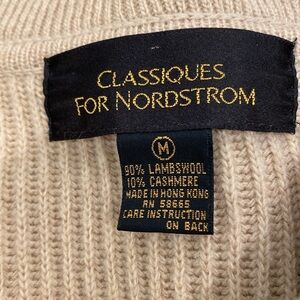 CLASSIQUES
FOR NORDSTROM
M
90% LAMBSWOOL
10% CASHMERE
MADE IN HONG KONG
RN 58665
CARE INSTRUCTION
ON BACK